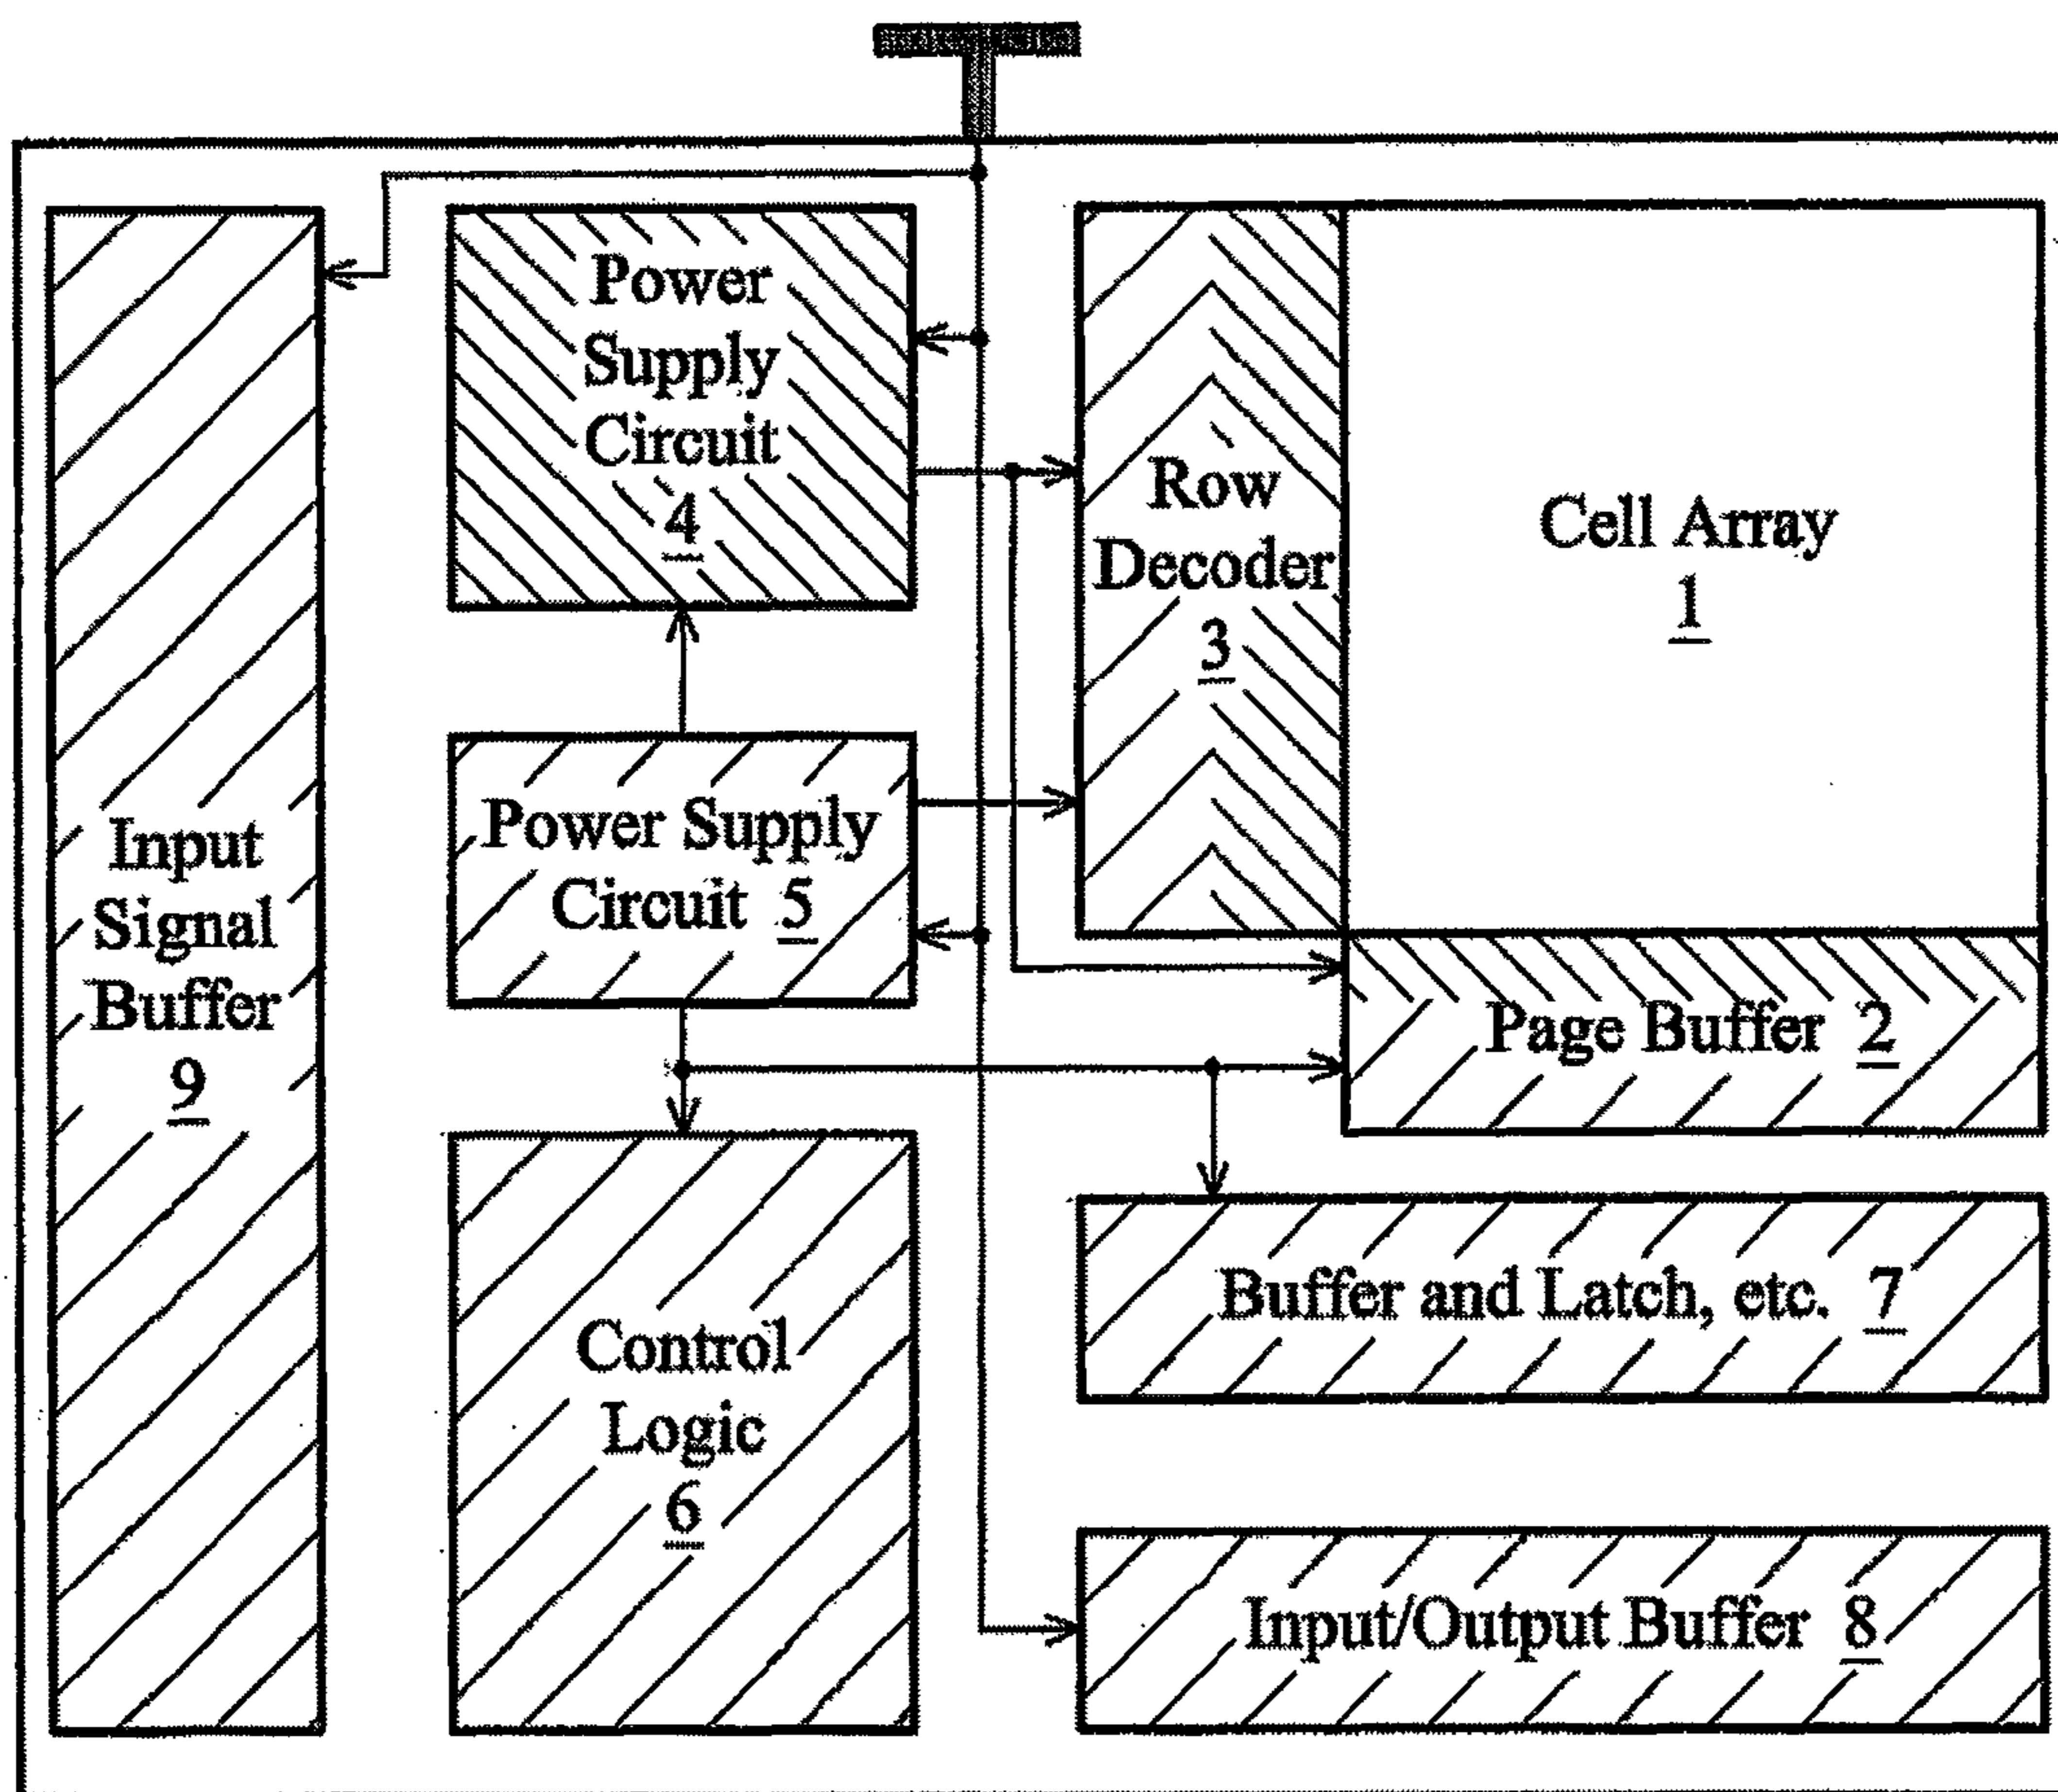 Power
Supply
Circuit
4
Row
Decoder
3
Cell Array
1
Power Supply
Circuit 5
Input
Signal
Buffer
9
Page Buffer 2
Control
Logic
6
Buffer and Latch, etc. 7
Input/Output Buffer 8